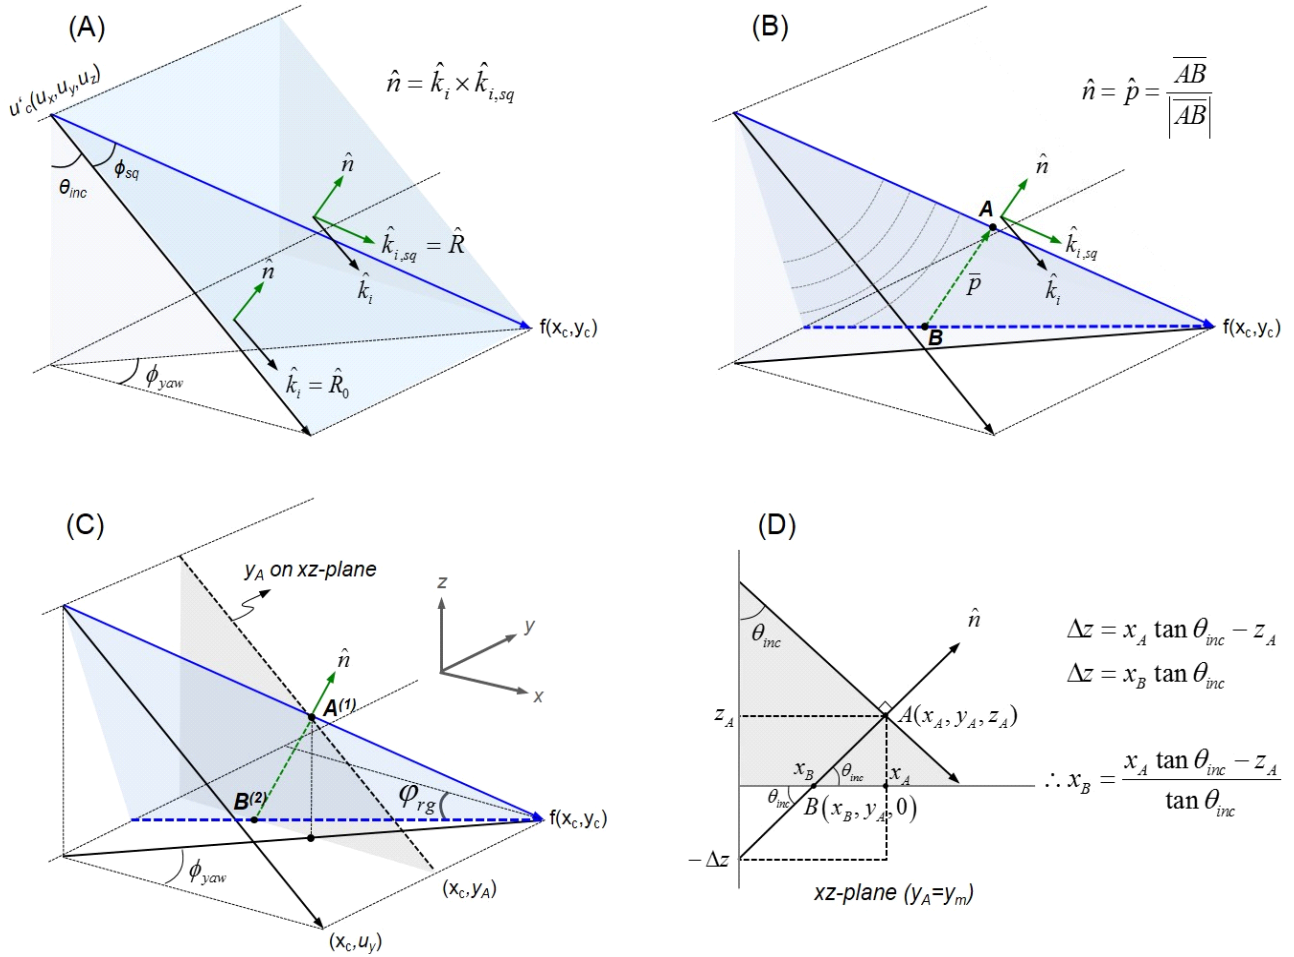 (A)
u'c(ux,uy,uz)
θinc
ϕsq
n̂ = k̂i × k̂i,sq
n̂
k̂i,sq = R̂
k̂i
n̂
k̂i = R̂0
f(xc,yc)
ϕyaw
(B)
n̂ = p̂ = AB / |AB|
n̂
A
k̂i,sq
k̂i
p̄
B
f(xc,yc)
(C)
yA on xz-plane
z
y
x
n̂
A(1)
B(2)
φrg
f(xc,yc)
ϕyaw
(xc,yA)
(xc,uy)
(D)
θinc
n̂
Δz = xA tan θinc − zA
Δz = xB tan θinc
zA
A(xA, yA, zA)
xB
θinc
xA
θinc
B(xB, yA, 0)
∴ xB = (xA tan θinc − zA) / tan θinc
−Δz
xz-plane (yA=ym)